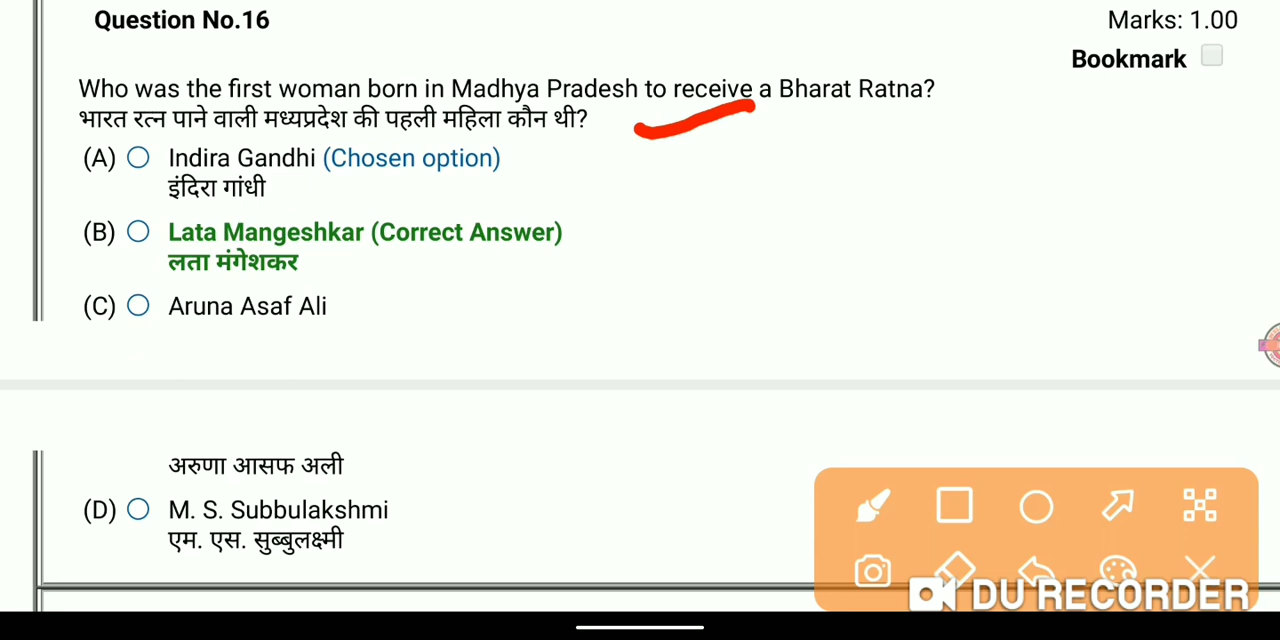 Question No.16
Marks: 1.00
Bookmark
Who was the first woman born in Madhya Pradesh to receive a Bharat Ratna?
भारत रत्न पाने वाली मध्यप्रदेश की पहली महिला कौन थी?
(A) Indira Gandhi (Chosen option)
इंदिरा गांधी
(B) Lata Mangeshkar (Correct Answer)
लता मंगेशकर
(C) Aruna Asaf Ali
अरुणा आसफ अली
(D) M. S. Subbulakshmi
एम. एस. सुब्बुलक्ष्मी
DU RECORDER